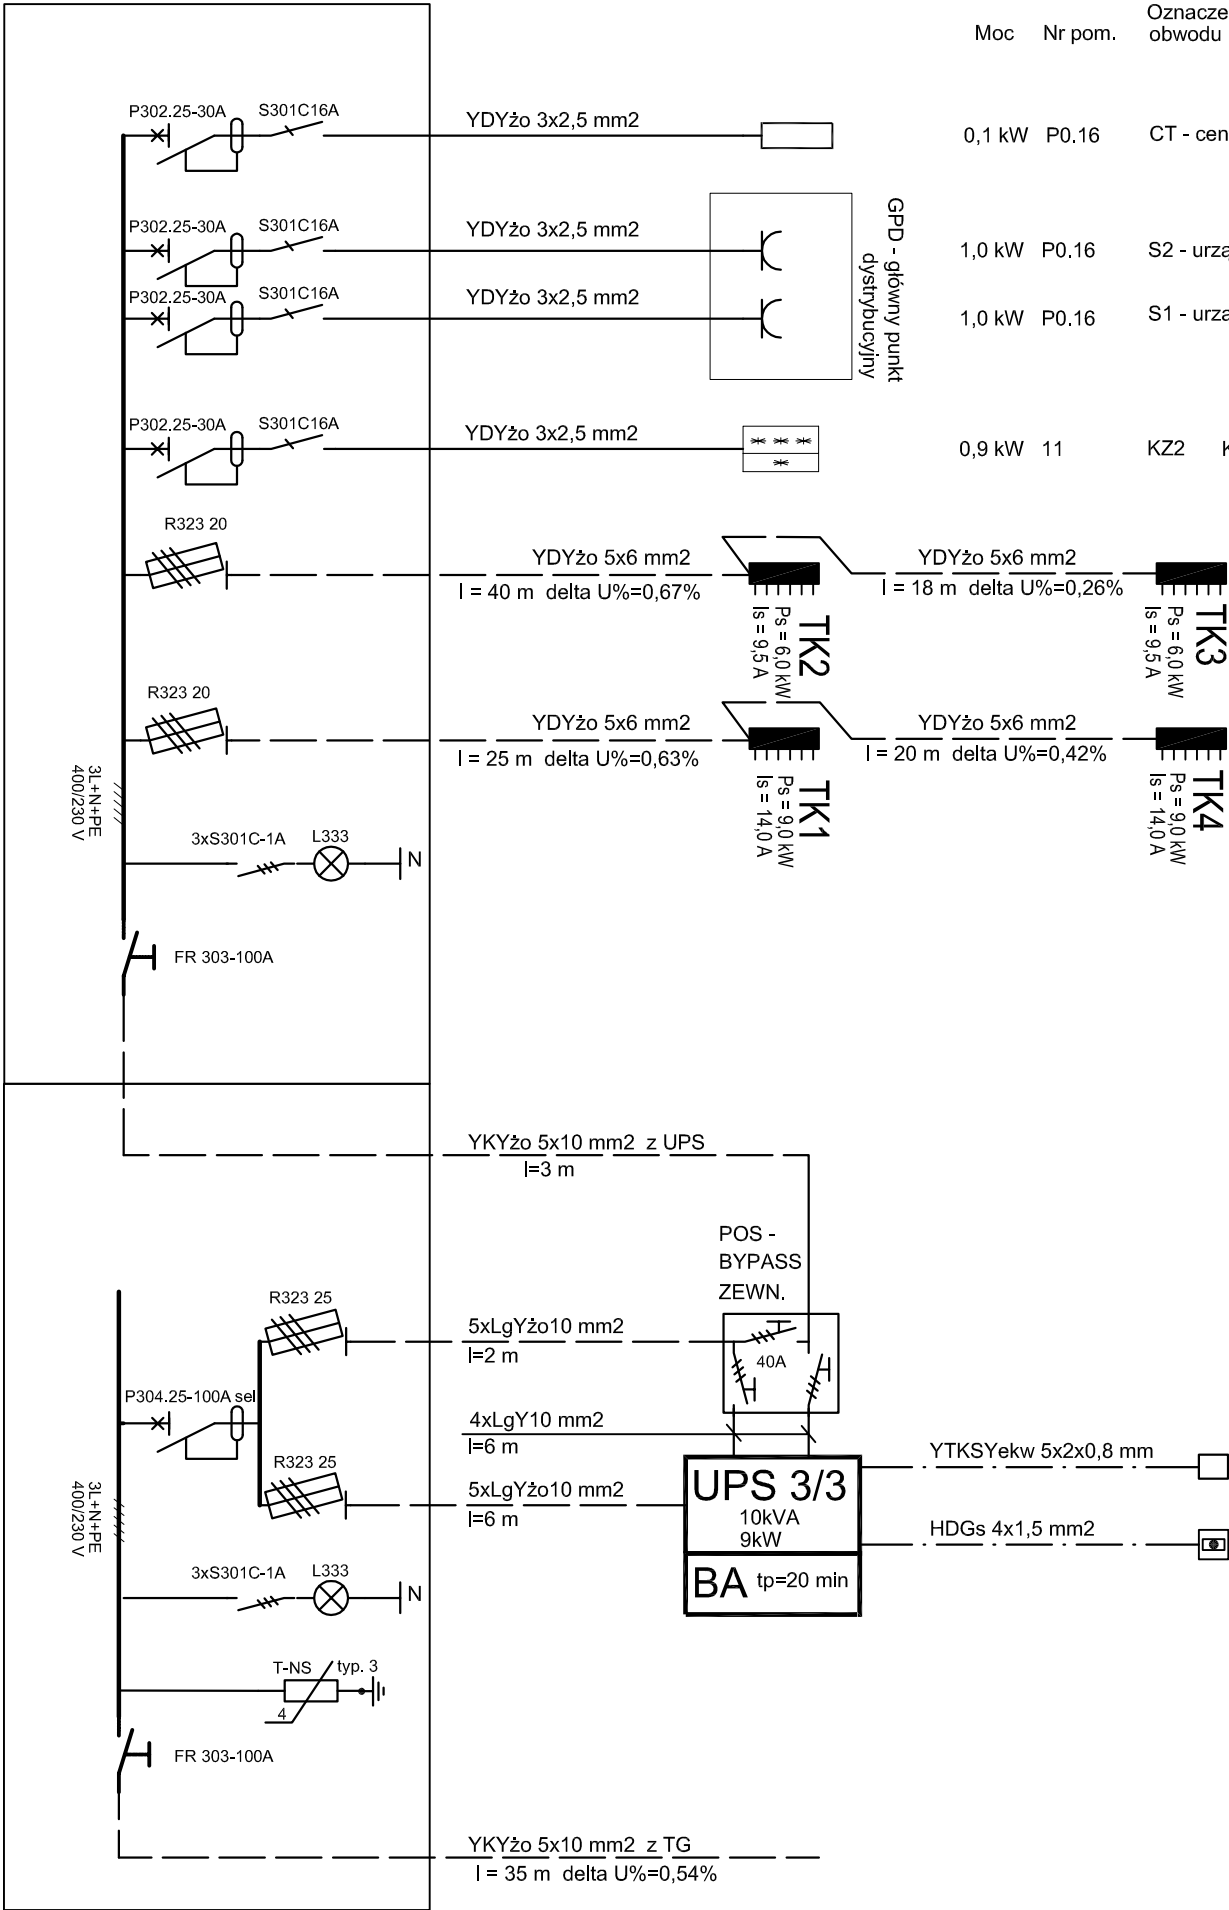 Moc Nr pom. Oznacze
obwodu
P302.25-30A S301C16A YDYżo 3x2,5 mm2 0,1 kW P0.16 CT - cen
P302.25-30A S301C16A YDYżo 3x2,5 mm2 1,0 kW P0.16 S2 - urzą
P302.25-30A S301C16A YDYżo 3x2,5 mm2 1,0 kW P0.16 S1 - urzą
GPD - główny punkt
dystrybucyjny
P302.25-30A S301C16A YDYżo 3x2,5 mm2 0,9 kW 11 KZ2
R323 20 YDYżo 5x6 mm2 YDYżo 5x6 mm2
l = 40 m delta U%=0,67% l = 18 m delta U%=0,26%
TK2
Ps = 6,0 kW
Is = 9,5 A
TK3
Ps = 6,0 kW
Is = 9,5 A
R323 20 YDYżo 5x6 mm2 YDYżo 5x6 mm2
l = 25 m delta U%=0,63% l = 20 m delta U%=0,42%
TK1
Ps = 9,0 kW
Is = 14,0 A
TK4
Ps = 9,0 kW
Is = 14,0 A
3L+N+PE
400/230 V
3xS301C-1A L333 N
FR 303-100A
YKYżo 5x10 mm2 z UPS
l=3 m
POS -
BYPASS
ZEWN.
R323 25 5xLgYżo10 mm2
l=2 m
40A
P304.25-100A sel
4xLgY10 mm2
l=6 m
R323 25 5xLgYżo10 mm2
l=6 m
UPS 3/3
10kVA
9kW
BA tp=20 min
YTKSYekw 5x2x0,8 mm
HDGs 4x1,5 mm2
3L+N+PE
400/230 V
3xS301C-1A L333 N
T-NS typ. 3
4
FR 303-100A
YKYżo 5x10 mm2 z TG
l = 35 m delta U%=0,54%